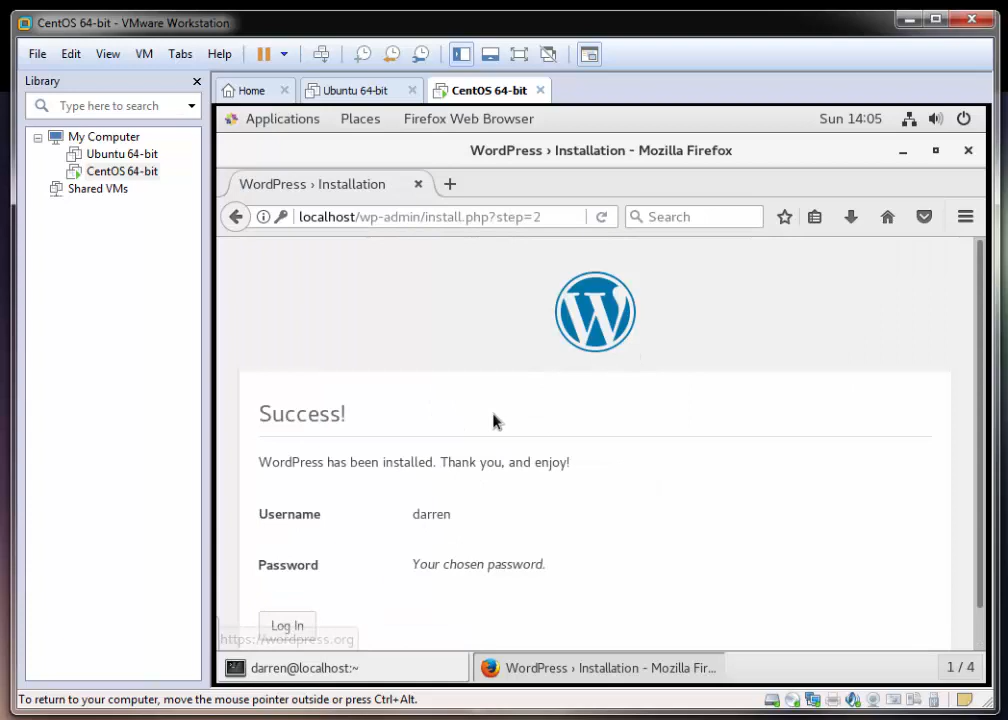 CentOS 64-bit - VMware Workstation
File Edit View VM Tabs Help
Library
Type here to search
My Computer
Ubuntu 64-bit
CentOS 64-bit
Shared VMs
Home Ubuntu 64-bit CentOS 64-bit
Applications Places Firefox Web Browser Sun 14:05
WordPress › Installation - Mozilla Firefox
WordPress › Installation
localhost/wp-admin/install.php?step=2 Search
W
Success!
WordPress has been installed. Thank you, and enjoy!
Username darren
Password Your chosen password.
Log In
https://wordpress.org
darren@localhost:~ WordPress › Installation - Mozilla Fir... 1 / 4
To return to your computer, move the mouse pointer outside or press Ctrl+Alt.